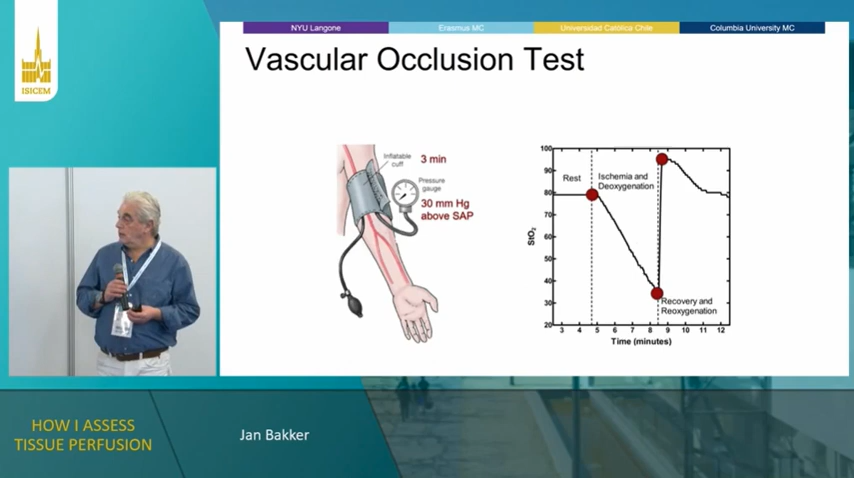 ISICEM
NYU Langone
Erasmus MC
Universidad Católica Chile
Columbia University MC
Vascular Occlusion Test
Inflatable
cuff
3 min
Pressure
gauge
30 mm Hg
above SAP
StO2
100
90
80
70
60
50
40
30
20
Rest
Ischemia and
Deoxygenation
Recovery and
Reoxygenation
3 4 5 6 7 8 9 10 11 12
Time (minutes)
HOW I ASSESS
TISSUE PERFUSION
Jan Bakker